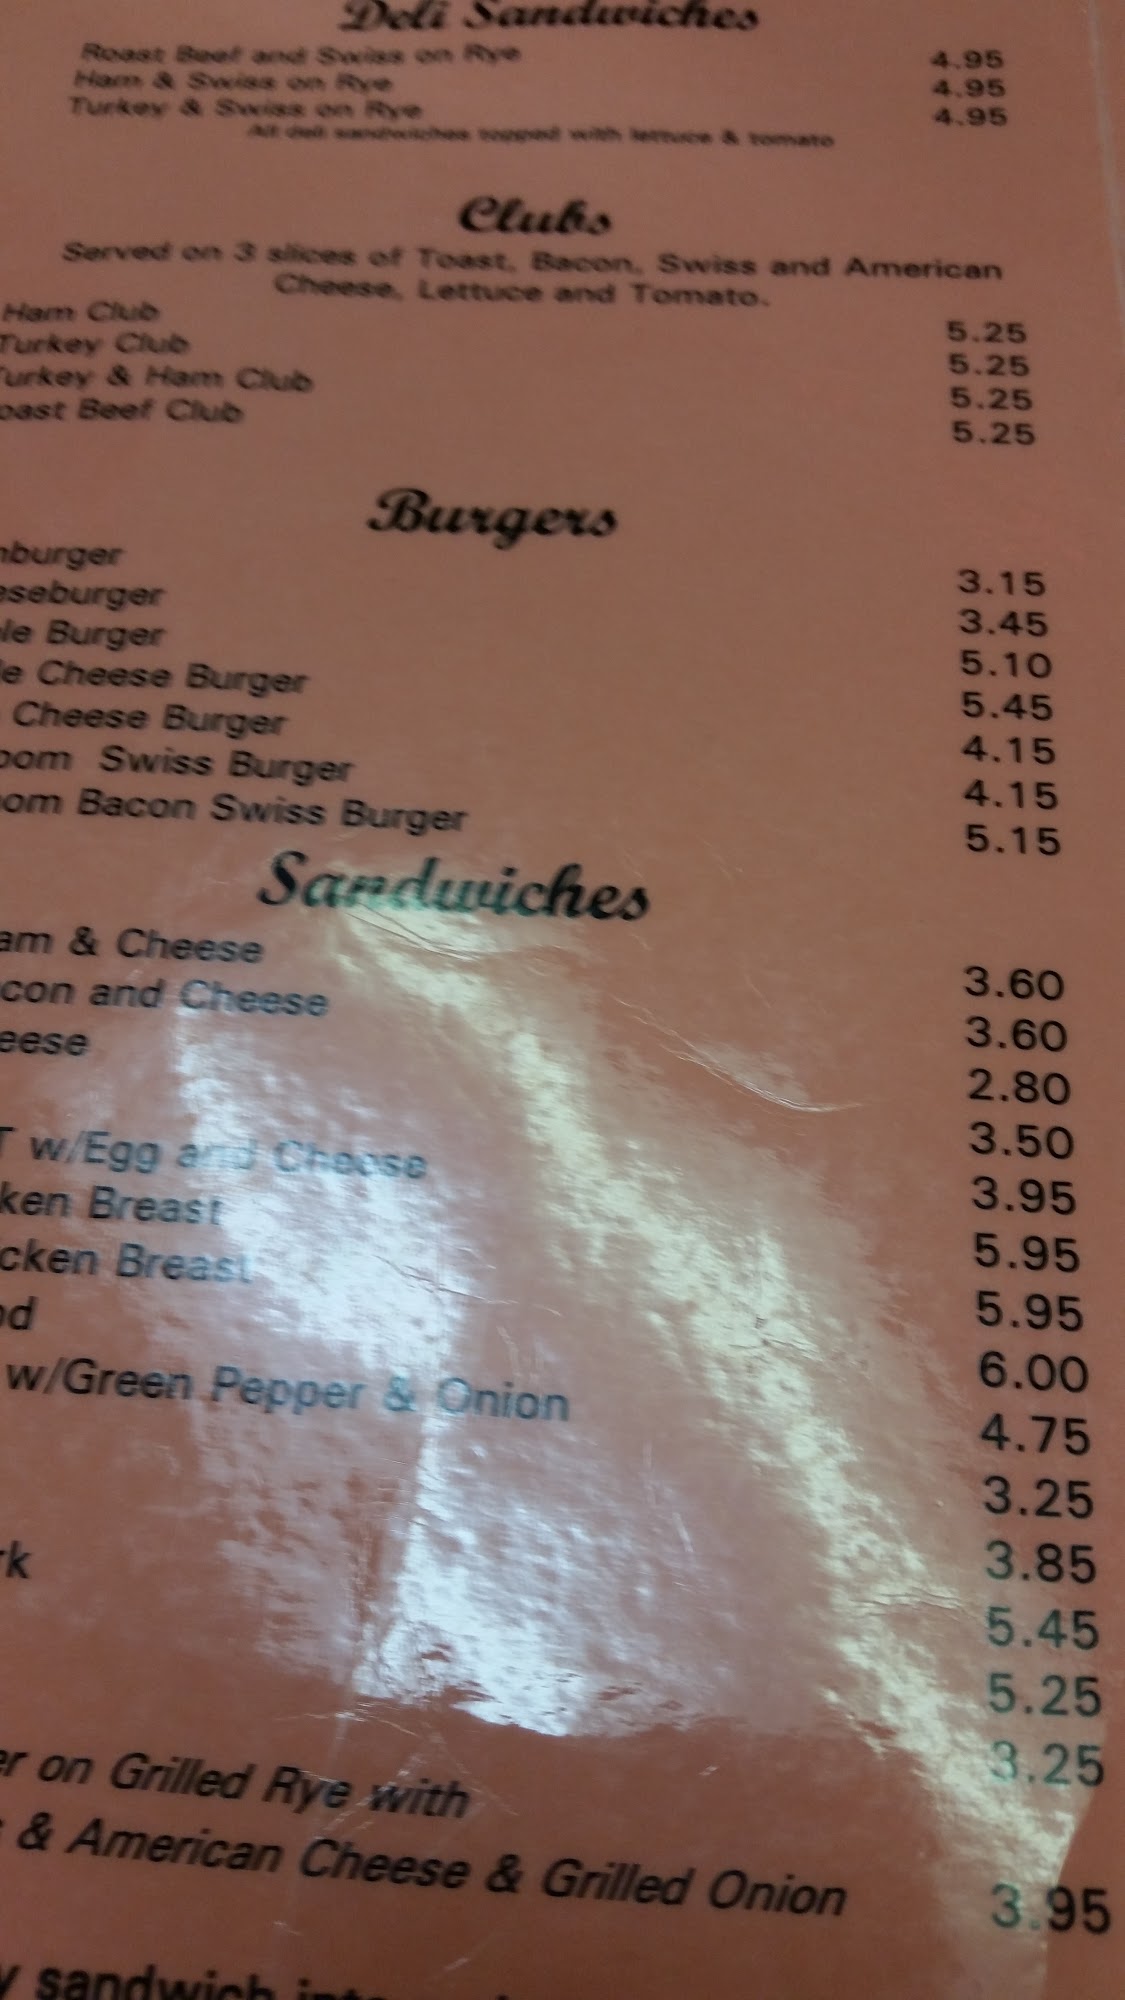 Deli Sandwiches
Roast Beef and Swiss on Rye 4.95
Ham & Swiss on Rye 4.95
Turkey & Swiss on Rye 4.95
All deli sandwiches topped with lettuce & tomato
Clubs
Served on 3 slices of Toast, Bacon, Swiss and American
Cheese, Lettuce and Tomato.
Ham Club 5.25
Turkey Club 5.25
urkey & Ham Club 5.25
oast Beef Club 5.25
Burgers
nburger 3.15
eseburger 3.45
le Burger 5.10
le Cheese Burger 5.45
Cheese Burger 4.15
oom Swiss Burger 4.15
oom Bacon Swiss Burger 5.15
Sandwiches
am & Cheese 3.60
con and Cheese 3.60
eese 2.80
3.50
T w/Egg and Cheese 3.95
ken Breast 5.95
cken Breast 5.95
od 6.00
w/Green Pepper & Onion 4.75
3.25
3.85
rk 5.45
5.25
3.25
er on Grilled Rye with
& American Cheese & Grilled Onion 3.95
y sandwich